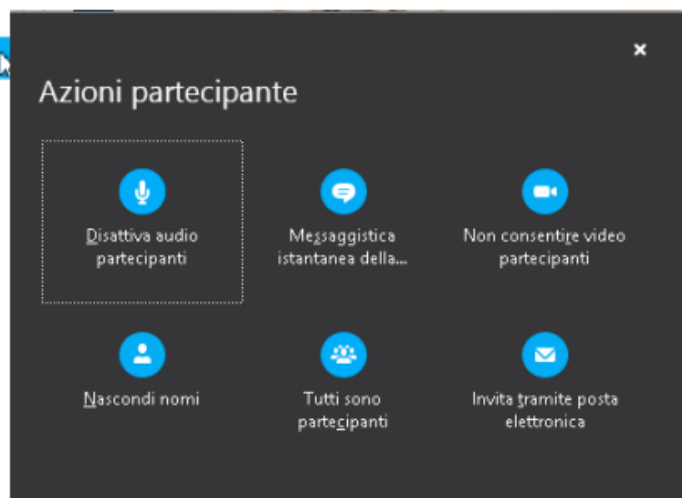 Azioni partecipante
Disattiva audio
partecipanti
Messaggistica
istantanea della...
Non consentire video
partecipanti
Nascondi nomi
Tutti sono
partecipanti
Invita tramite posta
elettronica